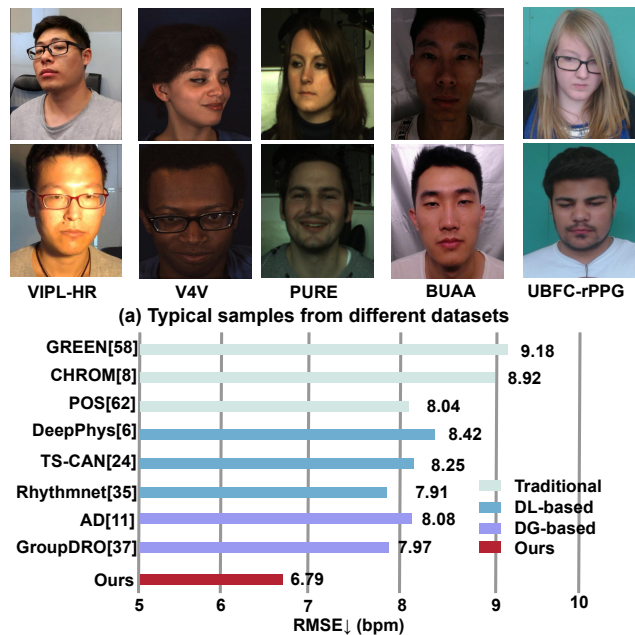 VIPL-HR V4V PURE BUAA UBFC-rPPG
(a) Typical samples from different datasets
GREEN[58] 9.18
CHROM[8] 8.92
POS[62] 8.04
DeepPhys[6] 8.42
TS-CAN[24] 8.25
Rhythmnet[35] 7.91
AD[11] 8.08
GroupDRO[37] 7.97
Ours 6.79
Traditional
DL-based
DG-based
Ours
5 6 7 8 9 10
RMSE↓ (bpm)